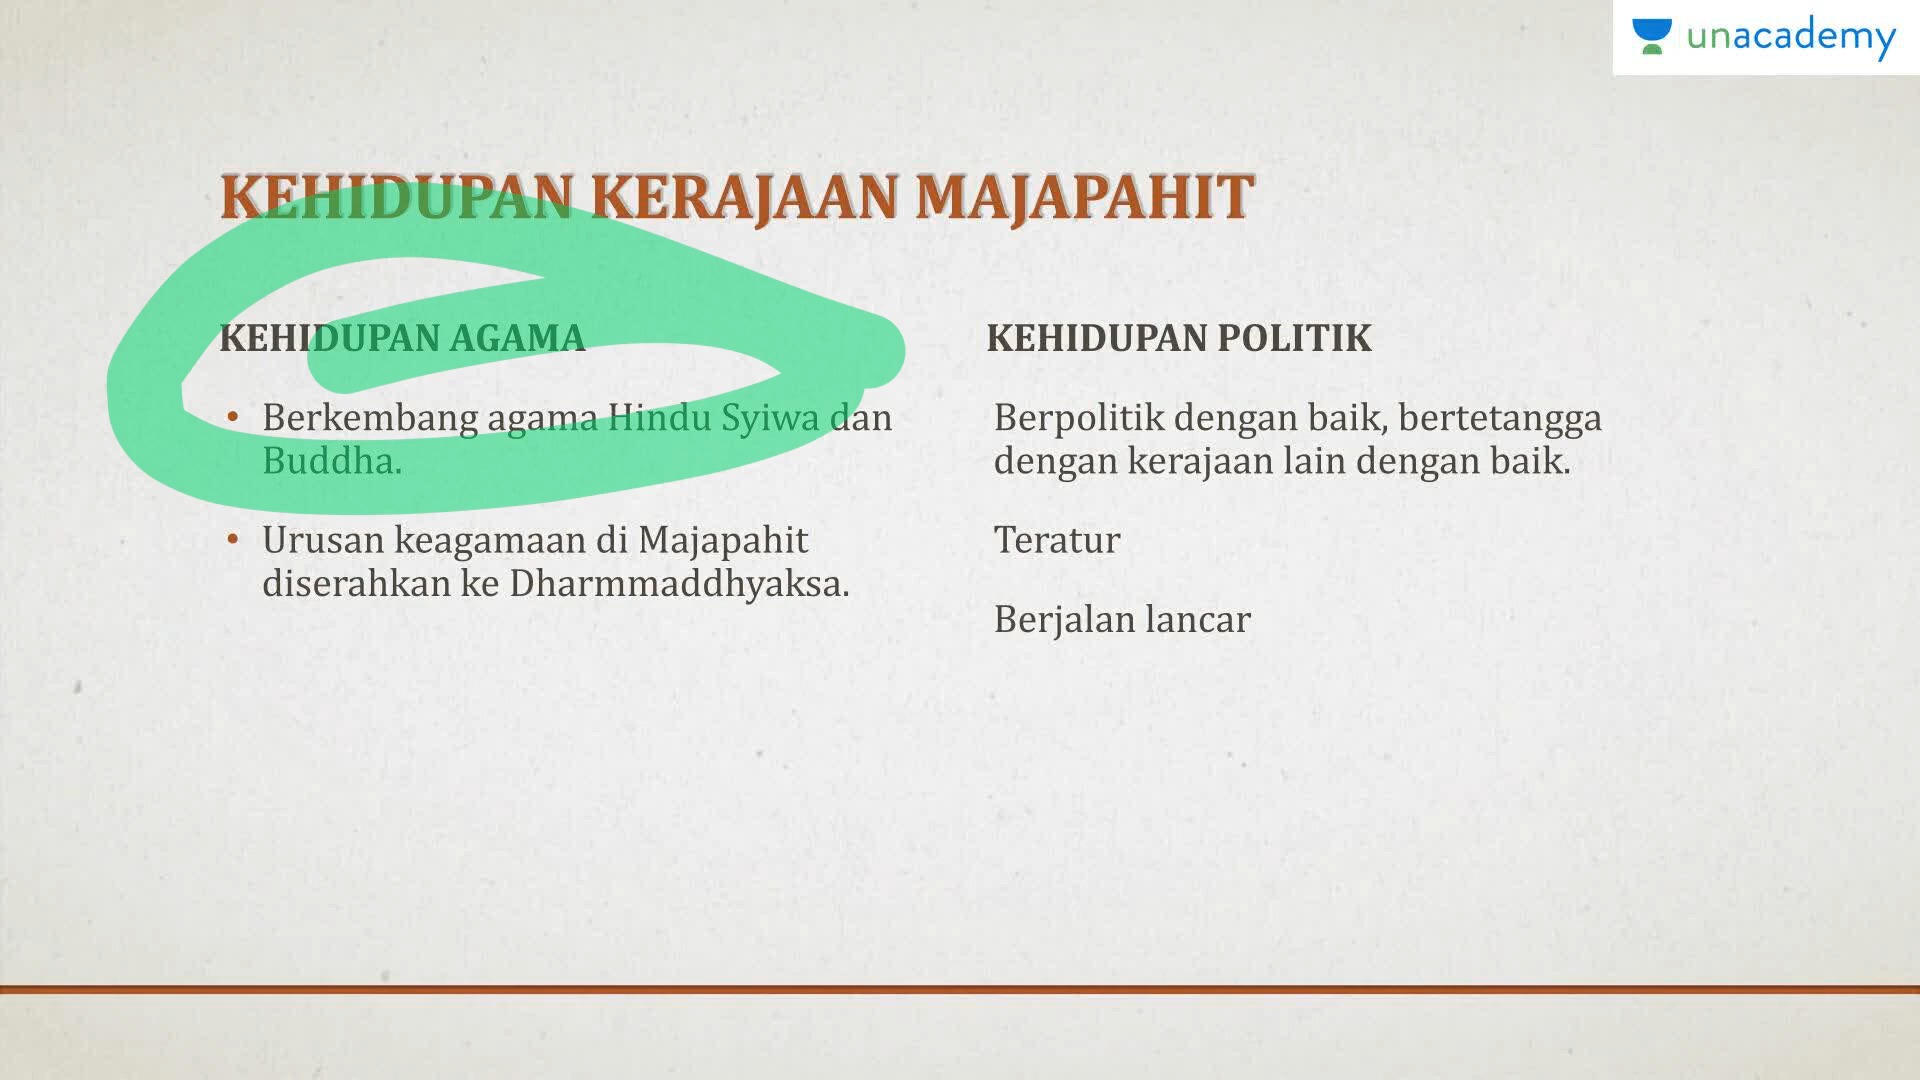 unacademy
KEHIDUPAN KERAJAAN MAJAPAHIT
KEHIDUPAN AGAMA
• Berkembang agama Hindu Syiwa dan
Buddha.
• Urusan keagamaan di Majapahit
diserahkan ke Dharmmaddhyaksa.
KEHIDUPAN POLITIK
Berpolitik dengan baik, bertetangga
dengan kerajaan lain dengan baik.
Teratur
Berjalan lancar